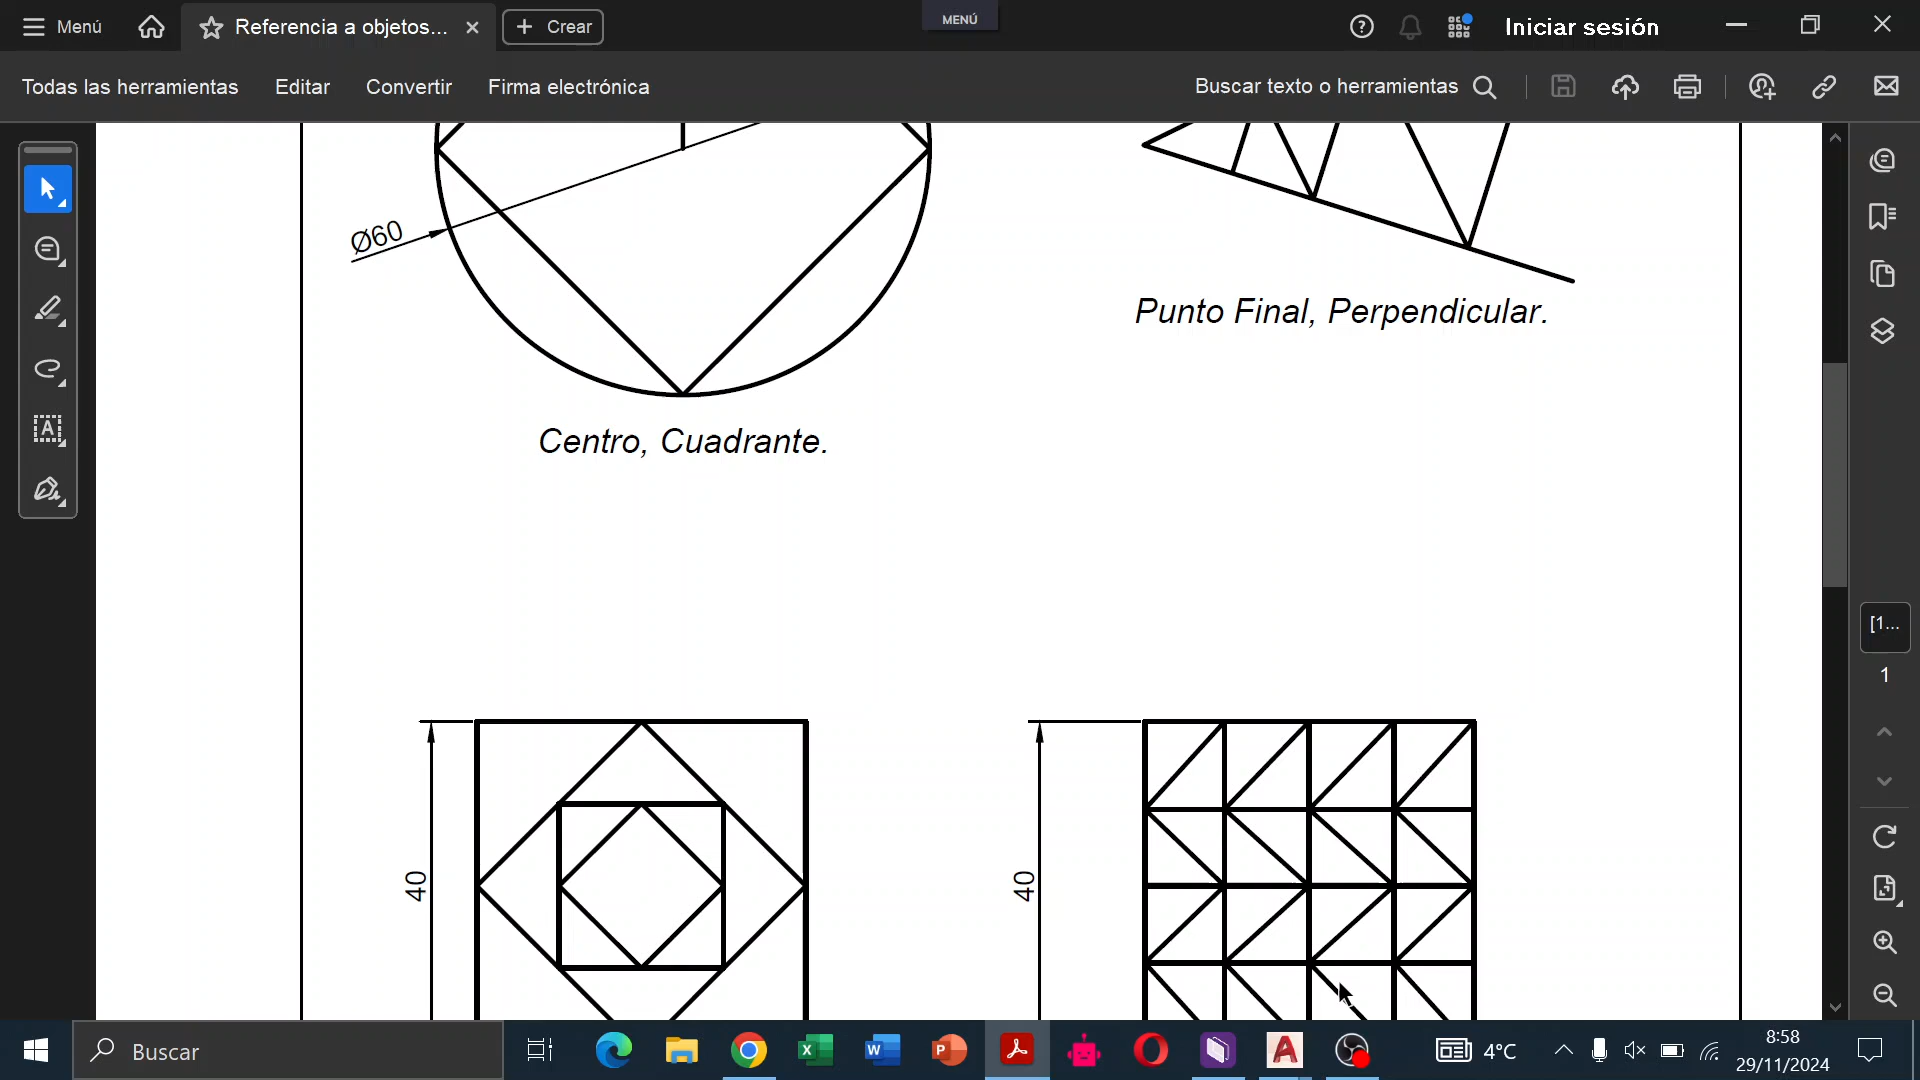 Menú
Referencia a objetos...
Crear
MENÚ
Iniciar sesión
Todas las herramientas
Editar
Convertir
Firma electrónica
Buscar texto o herramientas
Ø60
Punto Final, Perpendicular.
Centro, Cuadrante.
[1...
1
40
40
Buscar
4°C
8:58
29/11/2024